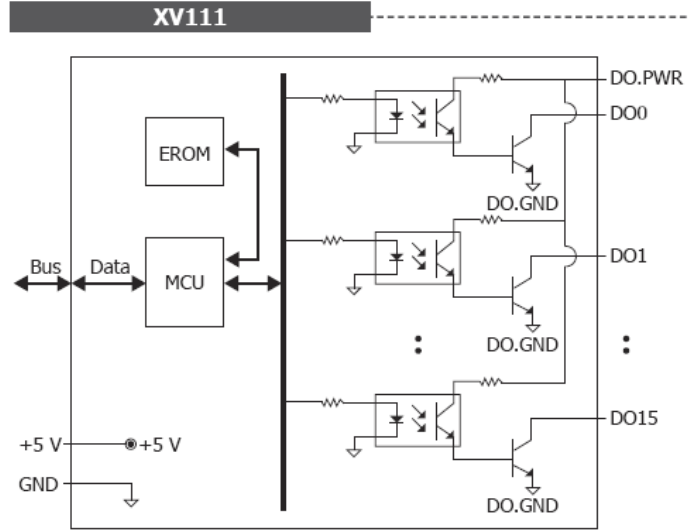 XV111
DO.PWR
DO0
EROM
DO.GND
Bus
Data
MCU
DO1
DO.GND
:
:
DO15
+5 V
+5 V
GND
DO.GND